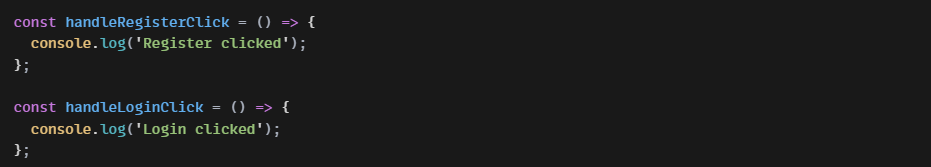 const handleRegisterClick = () => {
  console.log('Register clicked');
};

const handleLoginClick = () => {
  console.log('Login clicked');
};